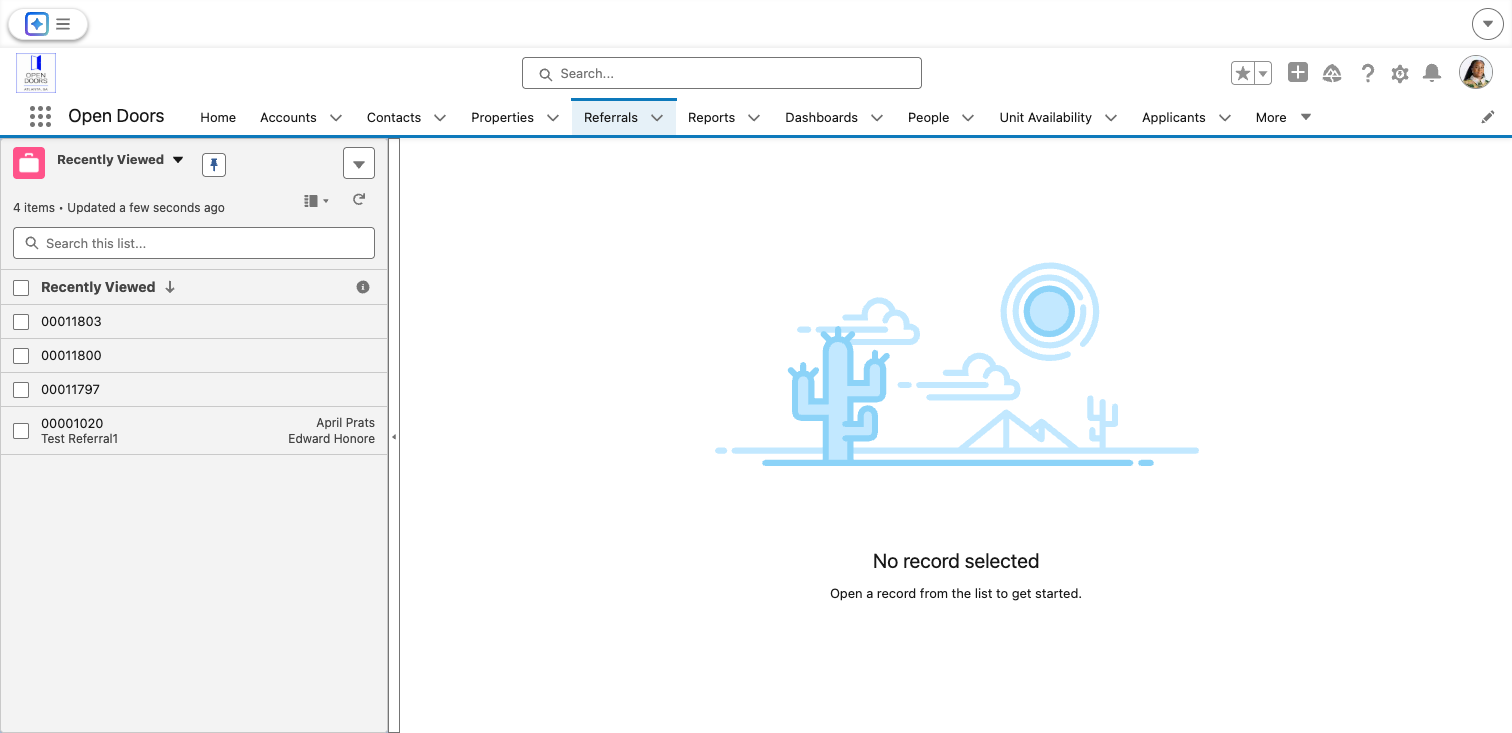 OPEN
DOORS
ATLANTA, GA
Search...
Open Doors
Home
Accounts
Contacts
Properties
Referrals
Reports
Dashboards
People
Unit Availability
Applicants
More
Recently Viewed
4 items • Updated a few seconds ago
Search this list...
Recently Viewed
00011803
00011800
00011797
00001020
April Prats
Test Referral1
Edward Honore
No record selected
Open a record from the list to get started.